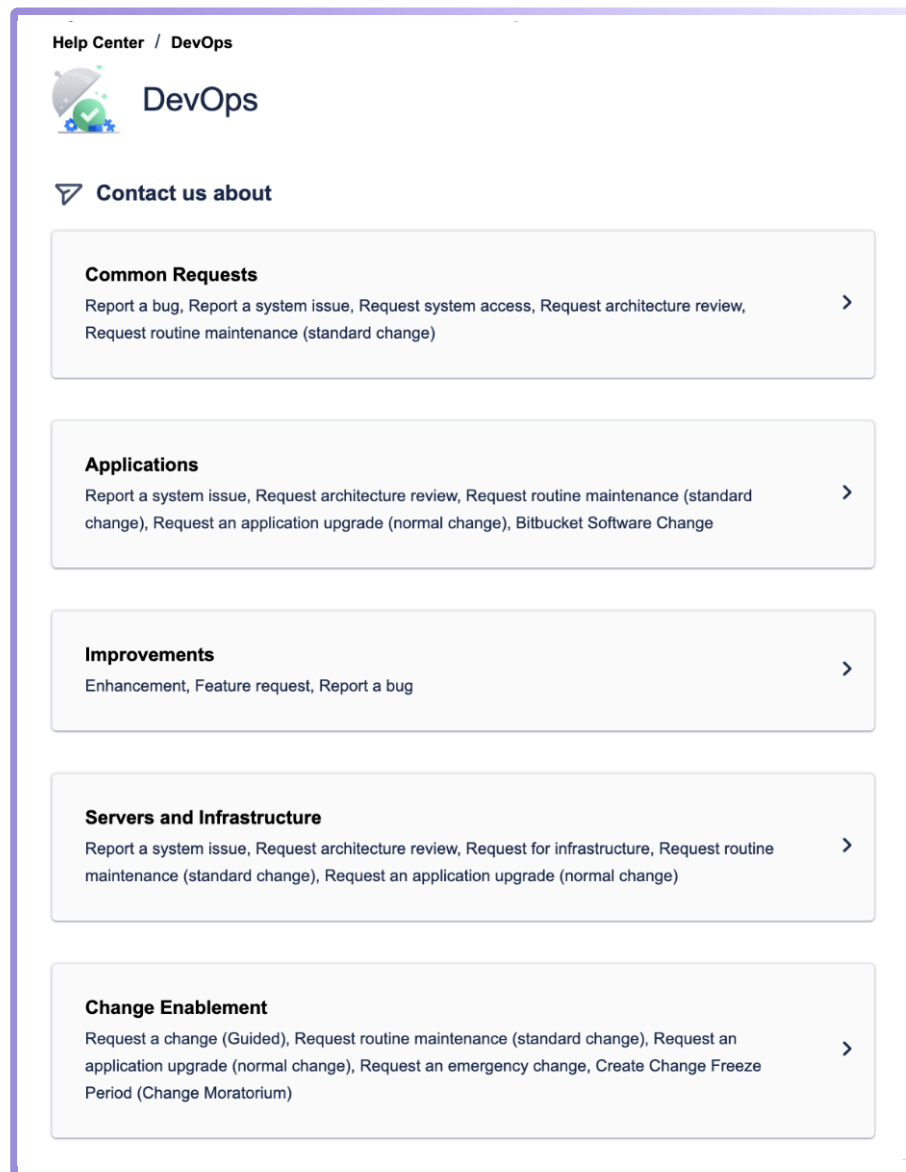 Help Center / DevOps
DevOps
Contact us about
Common Requests
Report a bug, Report a system issue, Request system access, Request architecture review,
Request routine maintenance (standard change)
Applications
Report a system issue, Request architecture review, Request routine maintenance (standard
change), Request an application upgrade (normal change), Bitbucket Software Change
Improvements
Enhancement, Feature request, Report a bug
Servers and Infrastructure
Report a system issue, Request architecture review, Request for infrastructure, Request routine
maintenance (standard change), Request an application upgrade (normal change)
Change Enablement
Request a change (Guided), Request routine maintenance (standard change), Request an
application upgrade (normal change), Request an emergency change, Create Change Freeze
Period (Change Moratorium)